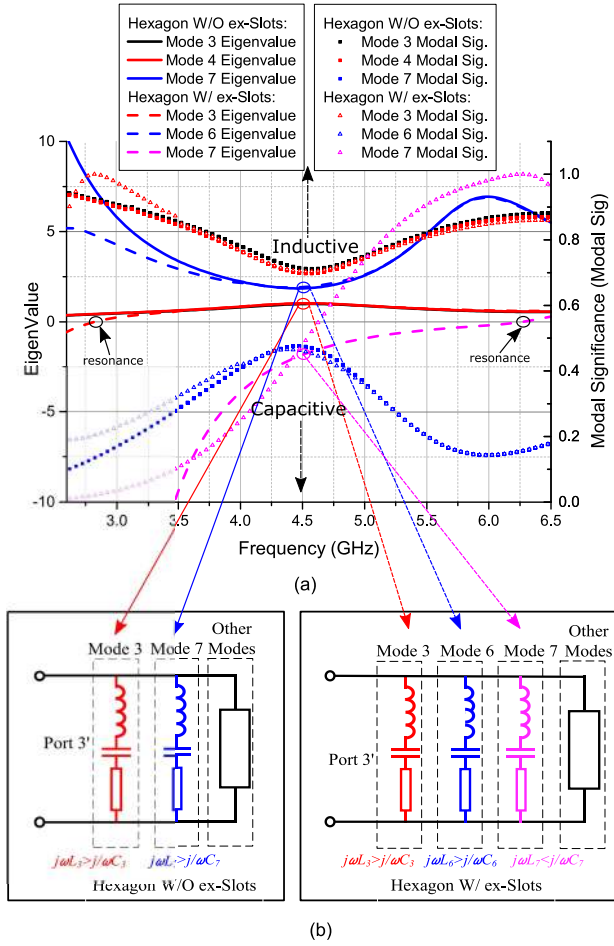 Hexagon W/O ex-Slots:
Mode 3 Eigenvalue
Mode 4 Eigenvalue
Mode 7 Eigenvalue
Hexagon W/ ex-Slots:
Mode 3 Eigenvalue
Mode 6 Eigenvalue
Mode 7 Eigenvalue
Hexagon W/O ex-Slots:
Mode 3 Modal Sig.
Mode 4 Modal Sig.
Mode 7 Modal Sig.
Hexagon W/ ex-Slots:
Mode 3 Modal Sig.
Mode 6 Modal Sig.
Mode 7 Modal Sig.
EigenValue
10
5
0
-5
-10
Inductive
Capacitive
resonance
resonance
1.0
0.8
0.6
0.4
0.2
0.0
Modal Significance (Modal Sig)
3.0 3.5 4.0 4.5 5.0 5.5 6.0 6.5
Frequency (GHz)
(a)
Mode 3 Mode 7 Other Modes
Port 3'
jωL₃>j/ωC₃ >j/ωC₇
Hexagon W/O ex-Slots
Mode 3 Mode 6 Mode 7 Other Modes
Port 3'
jωL₃>j/ωC₃ jωL₆>j/ωC₆ jωL₇<j/ωC₇
Hexagon W/ ex-Slots
(b)